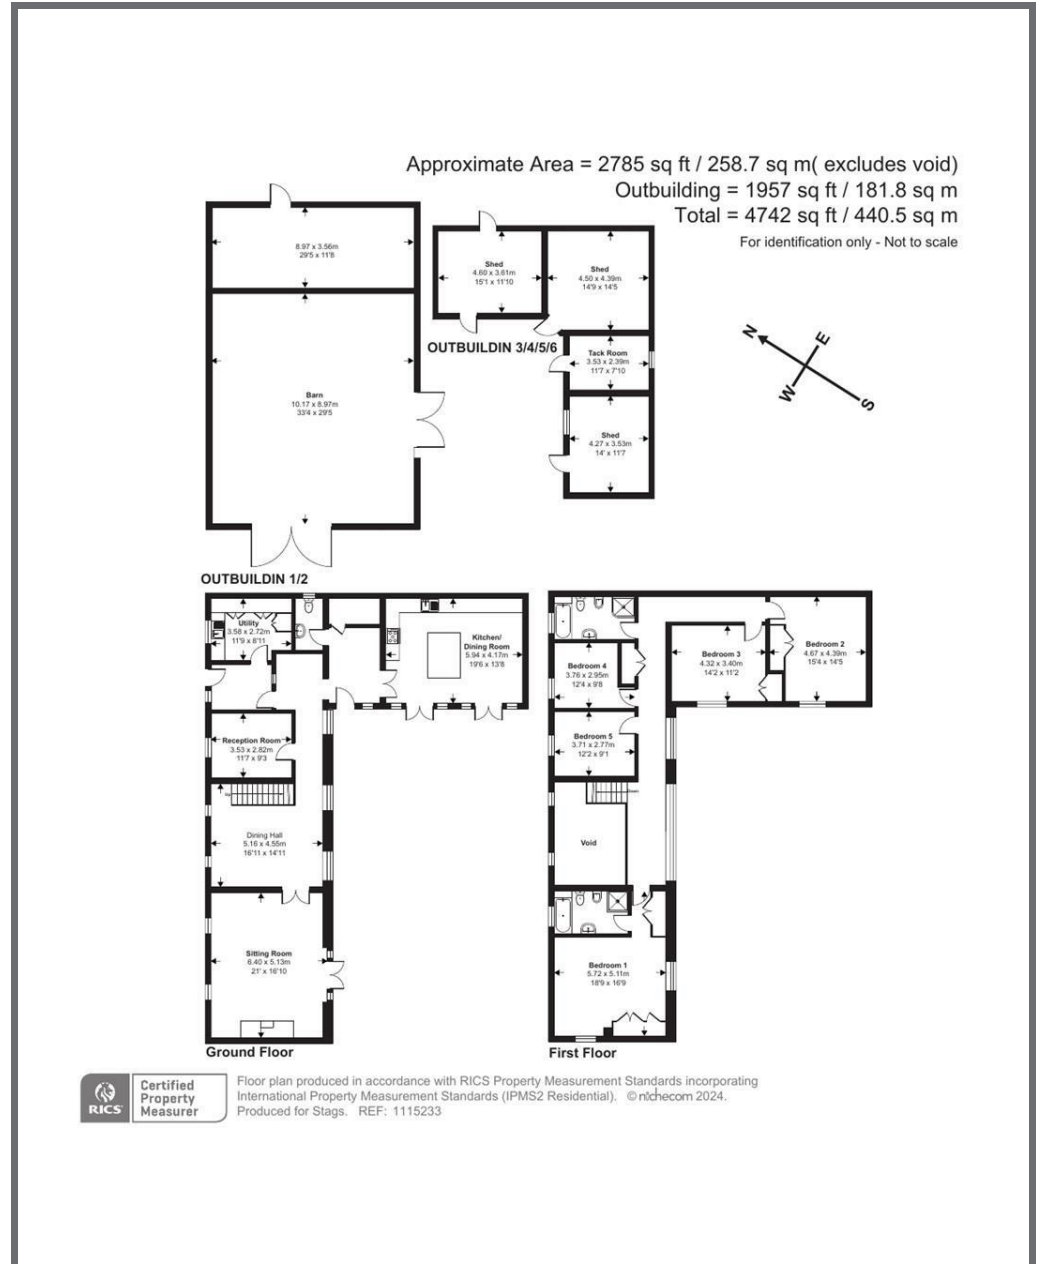 Approximate Area = 2785 sq ft / 258.7 sq m( excludes void)
Outbuilding = 1957 sq ft / 181.8 sq m
Total = 4742 sq ft / 440.5 sq m
For identification only - Not to scale
8.97 x 3.56m
29'5 x 11'8
Barn
10.17 x 8.97m
33'4 x 29'5
OUTBUILDIN 1/2
Shed
4.60 x 3.61m
15'1 x 11'10
Shed
4.50 x 4.39m
14'9 x 14'5
OUTBUILDIN 3/4/5/6
Tack Room
3.53 x 2.39m
11'7 x 7'10
Shed
4.27 x 3.53m
14' x 11'7
N
E
W
S
Utility
3.58 x 2.72m
11'9 x 8'11
Kitchen/
Dining Room
5.94 x 4.17m
19'6 x 13'8
Reception Room
3.53 x 2.82m
11'7 x 9'3
Dining Hall
5.16 x 4.55m
16'11 x 14'11
Sitting Room
6.40 x 5.13m
21' x 16'10
Ground Floor
Bedroom 2
4.67 x 4.39m
15'4 x 14'5
Bedroom 3
4.32 x 3.40m
14'2 x 11'2
Bedroom 4
3.76 x 2.95m
12'4 x 9'8
Bedroom 5
3.71 x 2.77m
12'2 x 9'1
Void
Bedroom 1
5.72 x 5.11m
18'9 x 16'9
First Floor
RICS
Certified
Property
Measurer
Floor plan produced in accordance with RICS Property Measurement Standards incorporating
International Property Measurement Standards (IPMS2 Residential). © nichecom 2024.
Produced for Stags. REF: 1115233